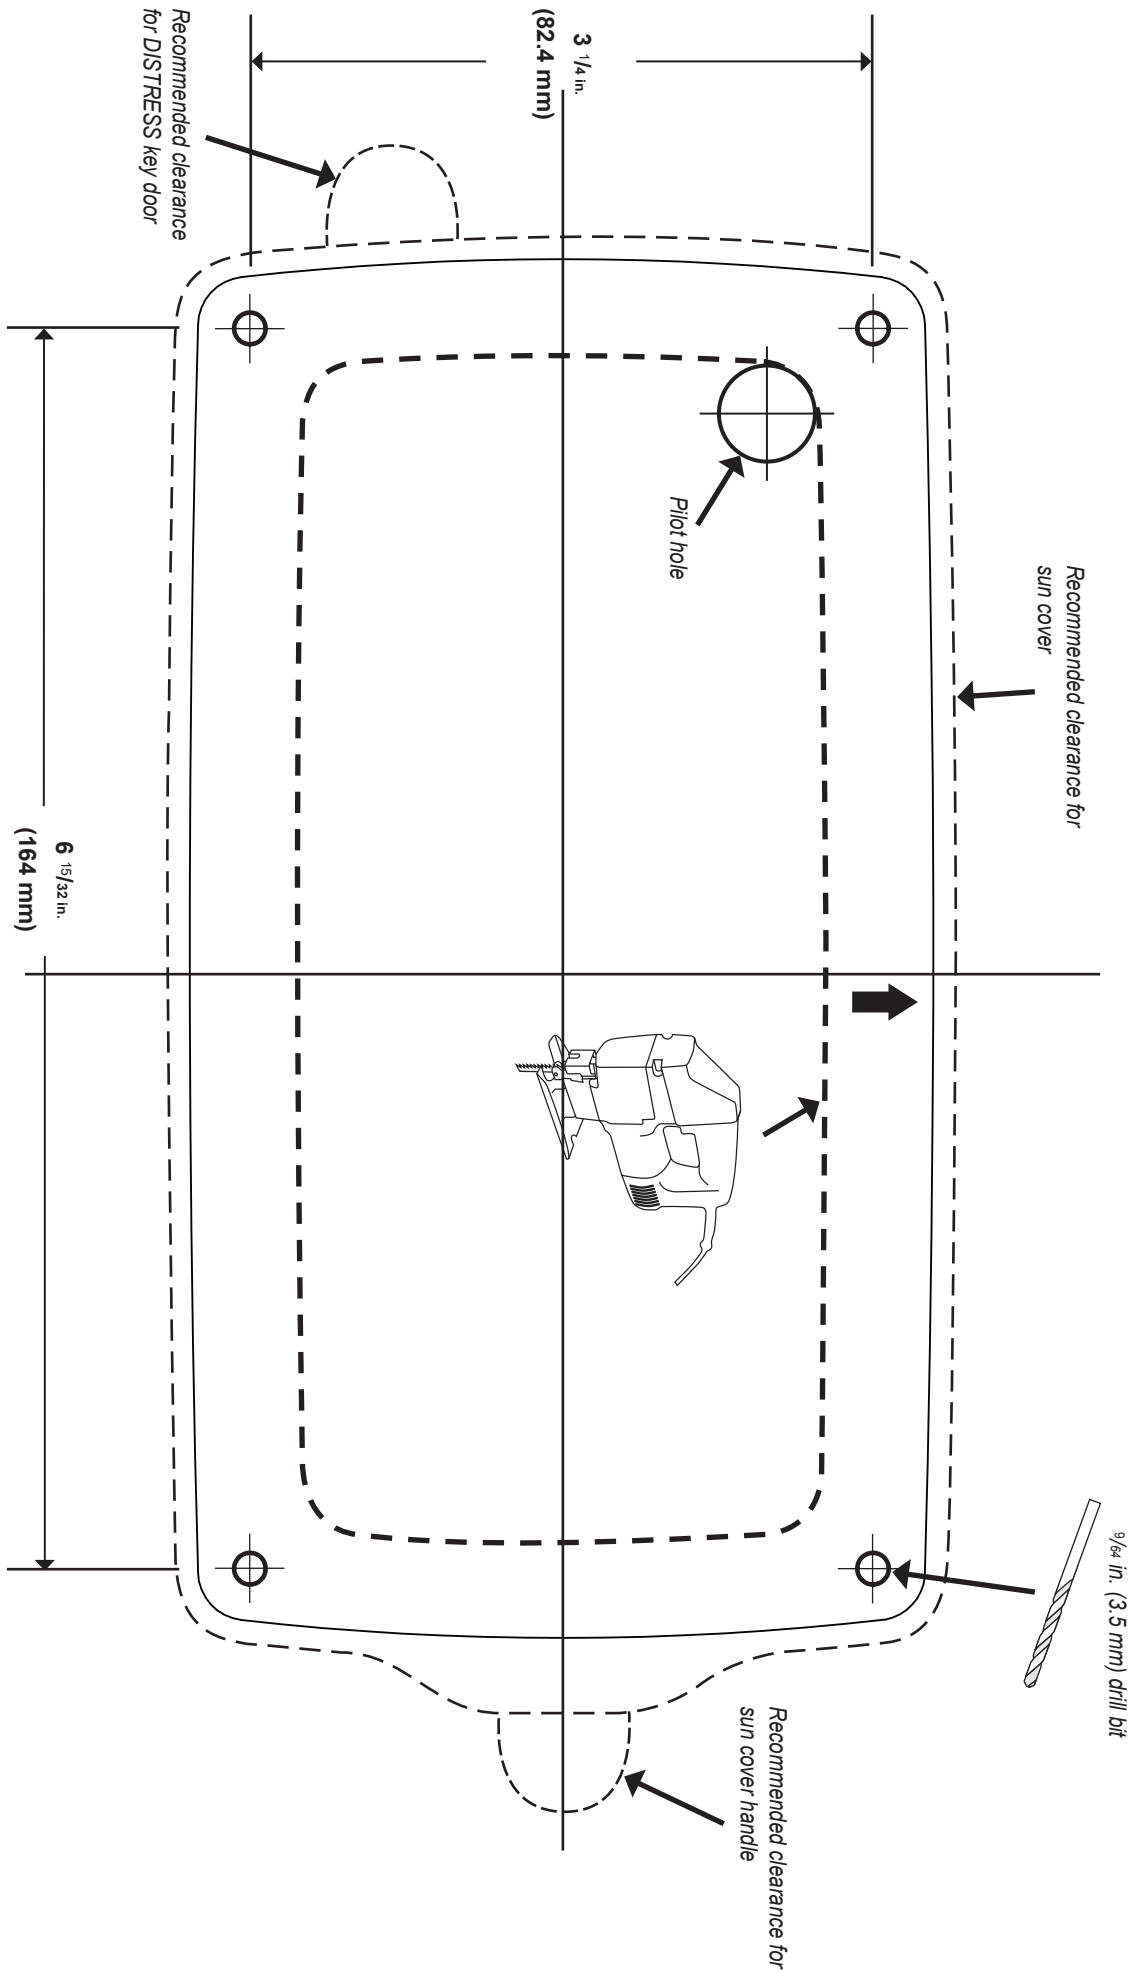 9/64 in. (3.5 mm) drill bit
Recommended clearance for
sun cover
Recommended clearance for
sun cover handle
Pilot hole
3 1/4 in.
(82.4 mm)
Recommended clearance
for DISTRESS key door
6 15/32 in.
(164 mm)